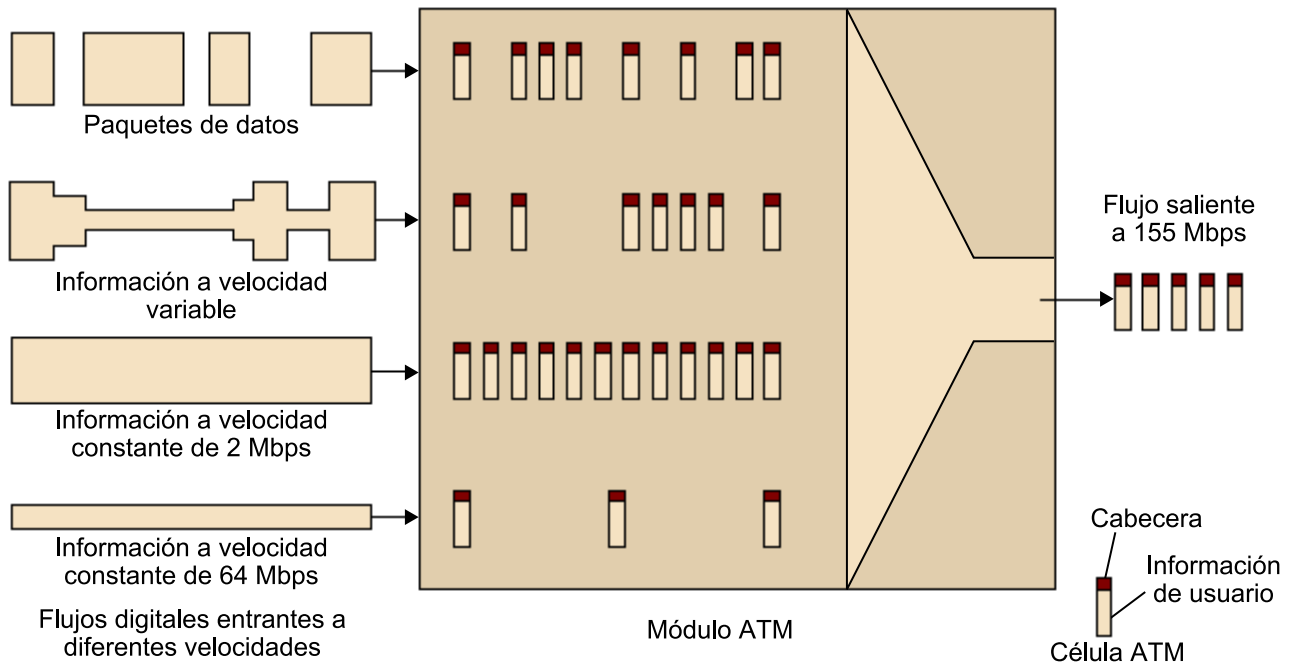 Paquetes de datos
Información a velocidad
variable
Información a velocidad
constante de 2 Mbps
Información a velocidad
constante de 64 Mbps
Flujos digitales entrantes a
diferentes velocidades
Módulo ATM
Flujo saliente
a 155 Mbps
Cabecera
Información
de usuario
Célula ATM